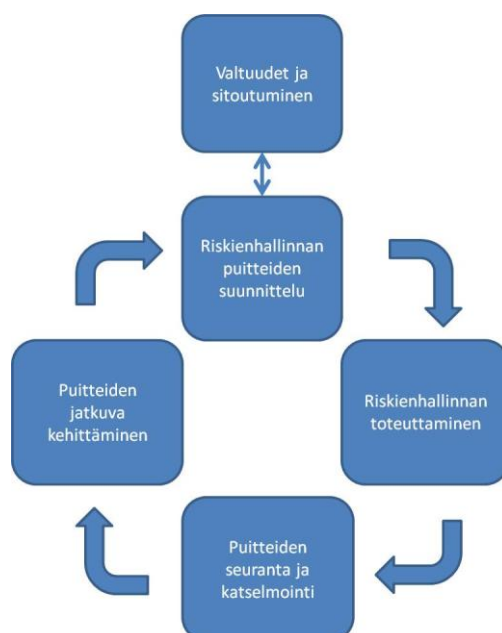 Valtuudet ja
sitoutuminen
Riskienhallinnan
puitteiden
suunnittelu
Puitteiden
jatkuva
kehittäminen
Riskienhallinnan
toteuttaminen
Puitteiden
seuranta ja
katselmointi